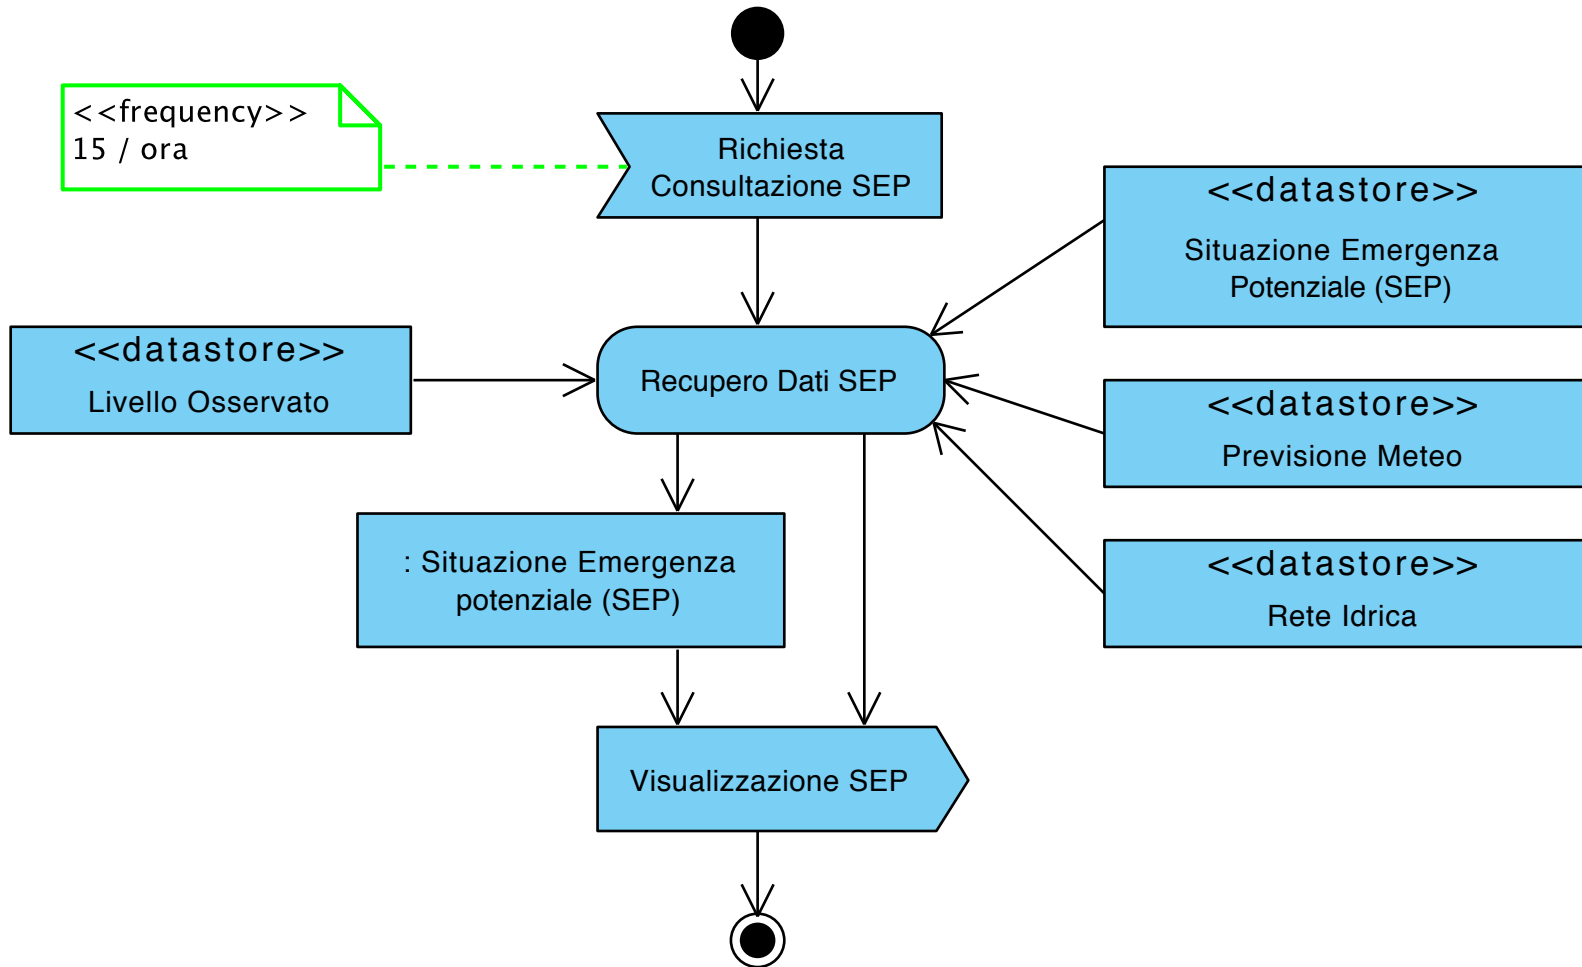 <<frequency>>
15 / ora
Richiesta
Consultazione SEP
<<datastore>>
Situazione Emergenza
Potenziale (SEP)
<<datastore>>
Livello Osservato
Recupero Dati SEP
<<datastore>>
Previsione Meteo
: Situazione Emergenza
potenziale (SEP)
<<datastore>>
Rete Idrica
Visualizzazione SEP